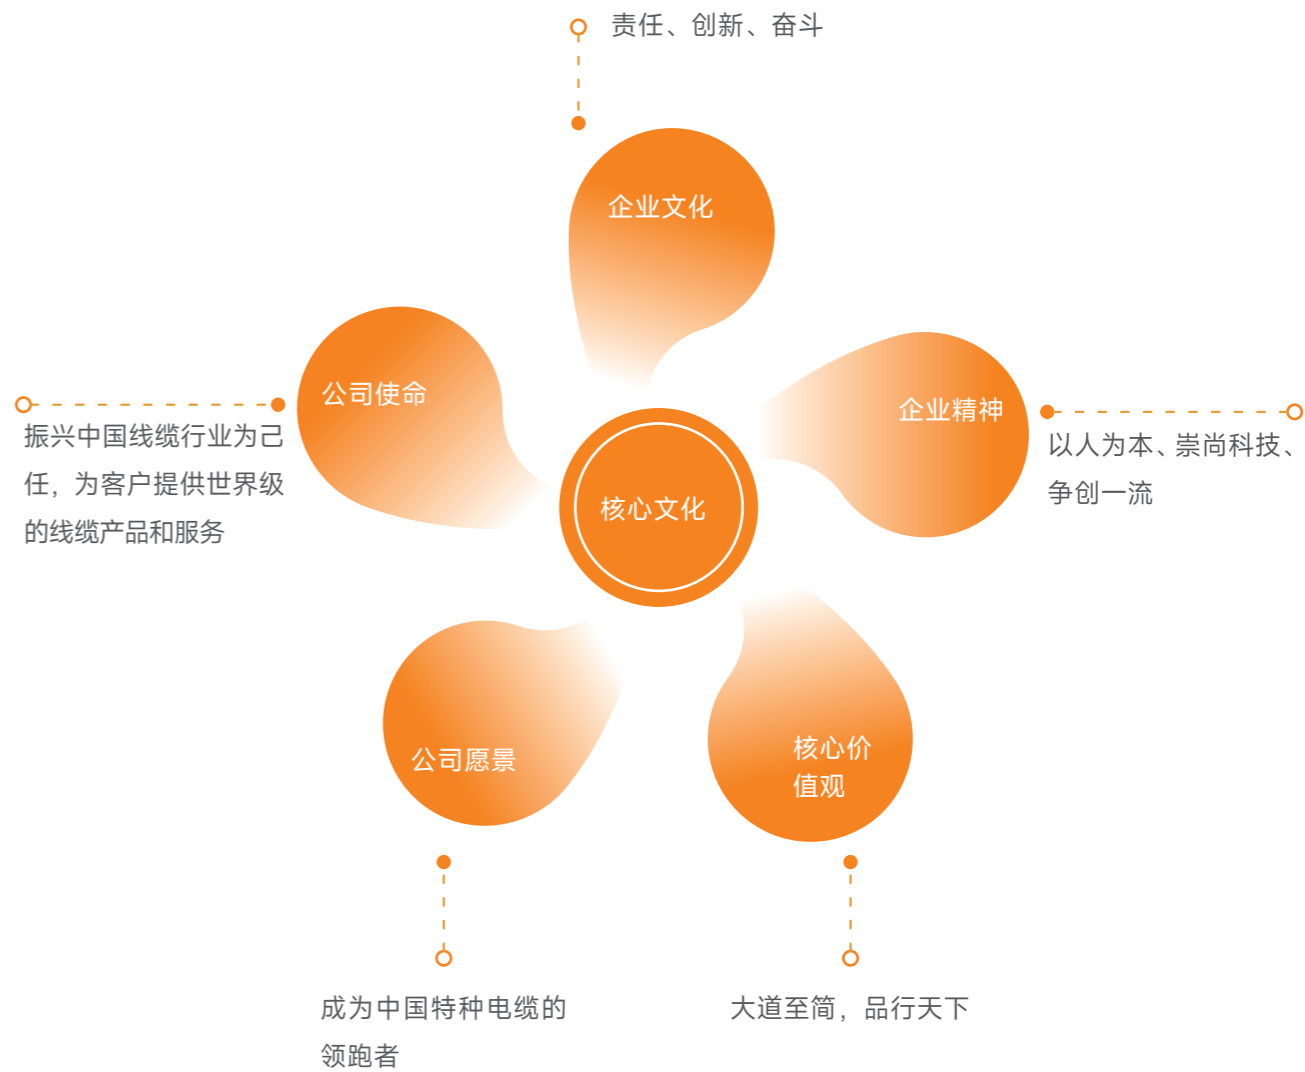 责任、创新、奋斗
企业文化
公司使命
振兴中国线缆行业为己
任，为客户提供世界级
的线缆产品和服务
企业精神
以人为本、崇尚科技、
争创一流
核心文化
公司愿景
成为中国特种电缆的
领跑者
核心价
值观
大道至简，品行天下